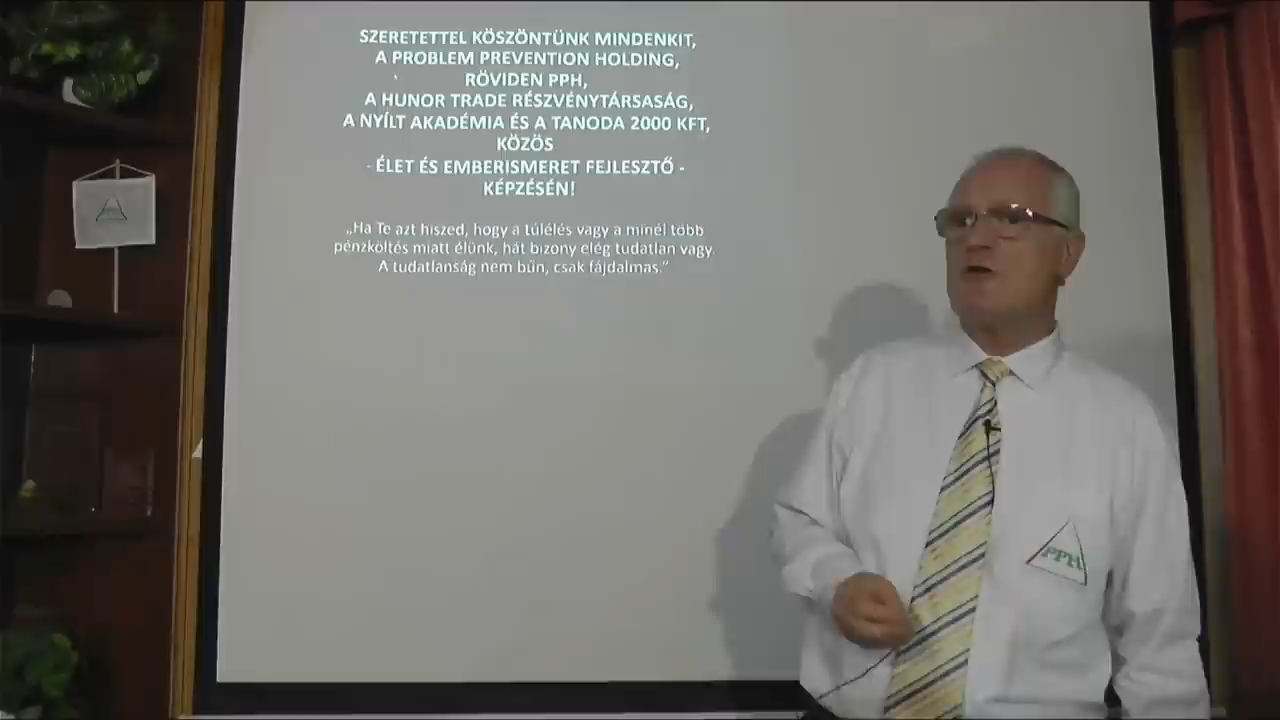 SZERETETTEL KÖSZÖNTÜNK MINDENKIT,
A PROBLEM PREVENTION HOLDING,
RÖVIDEN PPH,
A HUNOR TRADE RÉSZVÉNYTÁRSASÁG,
A NYÍLT AKADÉMIA ÉS A TANODA 2000 KFT,
KÖZÖS
- ÉLET ÉS EMBERISMERET FEJLESZTŐ -
KÉPZÉSÉN!
„Ha Te azt hiszed, hogy a túlélés vagy a minél több
pénzköltés miatt élünk, hát bizony elég tudatlan vagy.
A tudatlanság nem bűn, csak fájdalmas.”
PPH